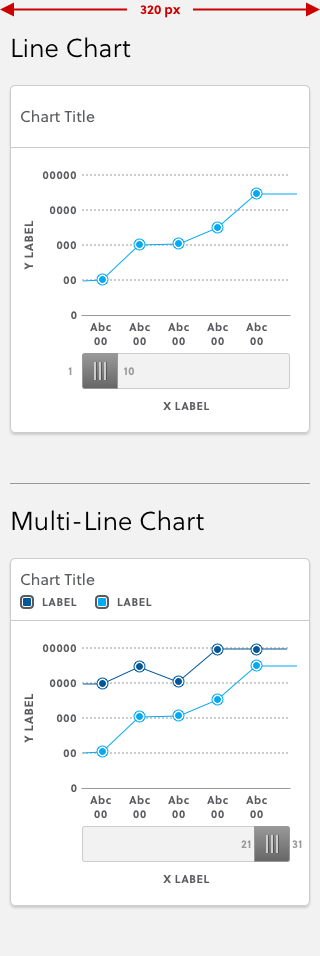 320 px
Line Chart
Chart Title
00000
0000
000
00
0
Y LABEL
Abc Abc Abc Abc Abc
00 00 00 00 00
1 10
X LABEL
Multi-Line Chart
Chart Title
LABEL LABEL
00000
0000
000
00
0
Y LABEL
Abc Abc Abc Abc Abc
00 00 00 00 00
21 31
X LABEL